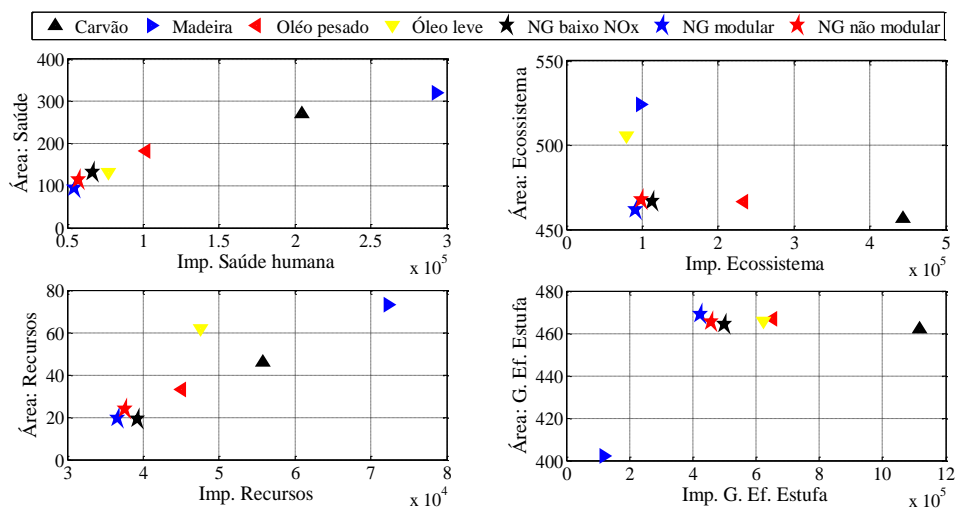 Carvão Madeira Oléo pesado Óleo leve NG baixo NOx NG modular NG não modular
Área: Saúde
400
300
200
100
0
0.5 1 1.5 2 2.5 3
x 10^5
Imp. Saúde humana
Área: Ecossistema
550
500
450
0 1 2 3 4 5
x 10^5
Imp. Ecossistema
Área: Recursos
80
60
40
20
0
3 4 5 6 7 8
x 10^4
Imp. Recursos
Área: G. Ef. Estufa
480
460
440
420
400
0 2 4 6 8 10 12
x 10^5
Imp. G. Ef. Estufa